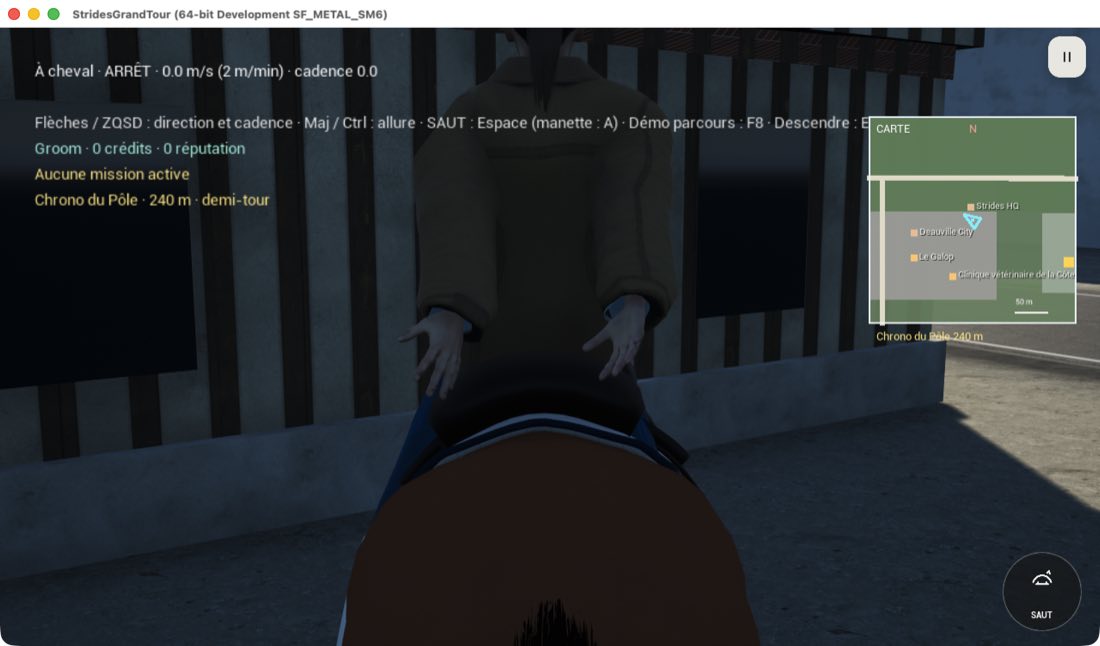 StridesGrandTour (64-bit Development SF_METAL_SM6)
À cheval · ARRÊT · 0.0 m/s (2 m/min) · cadence 0.0
Flèches / ZQSD : direction et cadence · Maj / Ctrl : allure · SAUT : Espace (manette : A) · Démo parcours : F8 · Descendre : E
Groom · 0 crédits · 0 réputation
Aucune mission active
Chrono du Pôle · 240 m · demi-tour
CARTE
N
Strides HQ
Deauville City
Le Galop
Clinique vétérinaire de la Côte
50 m
Chrono du Pôle 240 m
SAUT